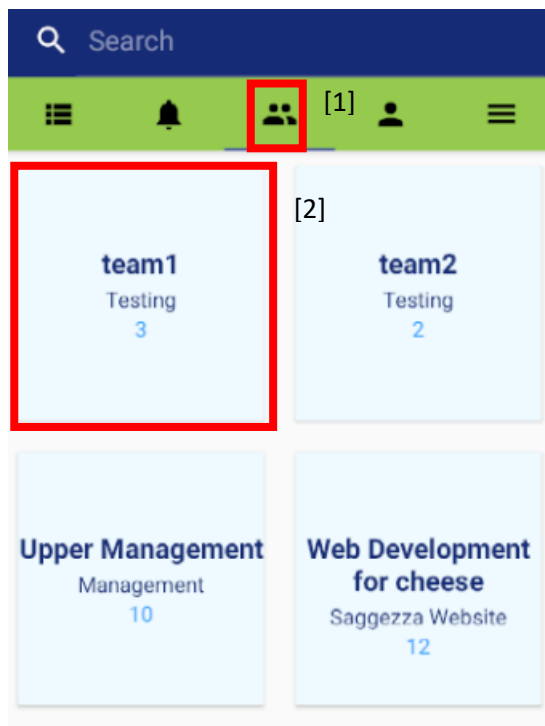 Search
[1]
[2]
team1
Testing
3
team2
Testing
2
Upper Management
Management
10
Web Development
for cheese
Saggezza Website
12